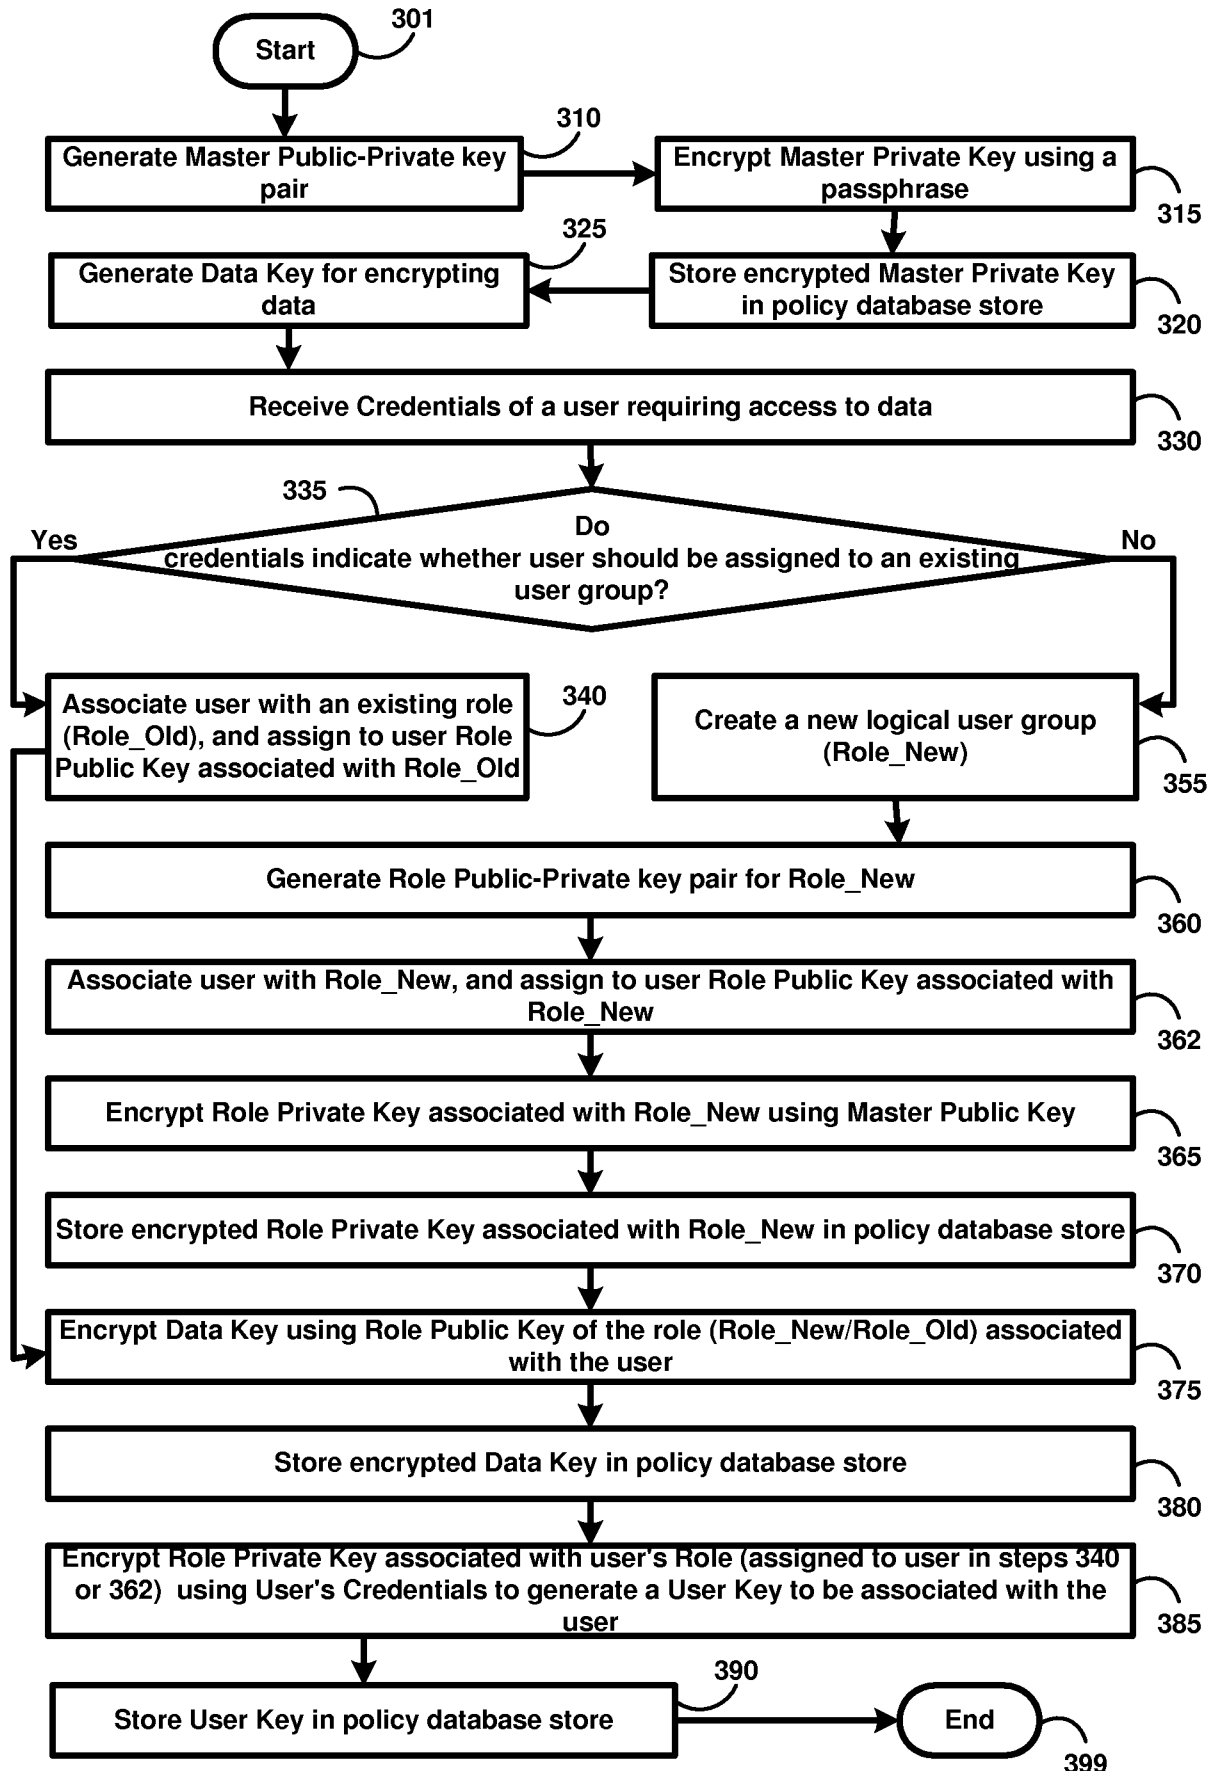 301
Start
310
Generate Master Public-Private key
pair
Encrypt Master Private Key using a
passphrase
315
325
Generate Data Key for encrypting
data
Store encrypted Master Private Key
in policy database store
320
Receive Credentials of a user requiring access to data
330
335
Yes
No
Do
credentials indicate whether user should be assigned to an existing
user group?
Associate user with an existing role
(Role_Old), and assign to user Role
Public Key associated with Role_Old
340
Create a new logical user group
(Role_New)
355
Generate Role Public-Private key pair for Role_New
360
Associate user with Role_New, and assign to user Role Public Key associated with
Role_New
362
Encrypt Role Private Key associated with Role_New using Master Public Key
365
Store encrypted Role Private Key associated with Role_New in policy database store
370
Encrypt Data Key using Role Public Key of the role (Role_New/Role_Old) associated
with the user
375
Store encrypted Data Key in policy database store
380
Encrypt Role Private Key associated with user's Role (assigned to user in steps 340
or 362) using User's Credentials to generate a User Key to be associated with the
user
385
390
Store User Key in policy database store
End
399